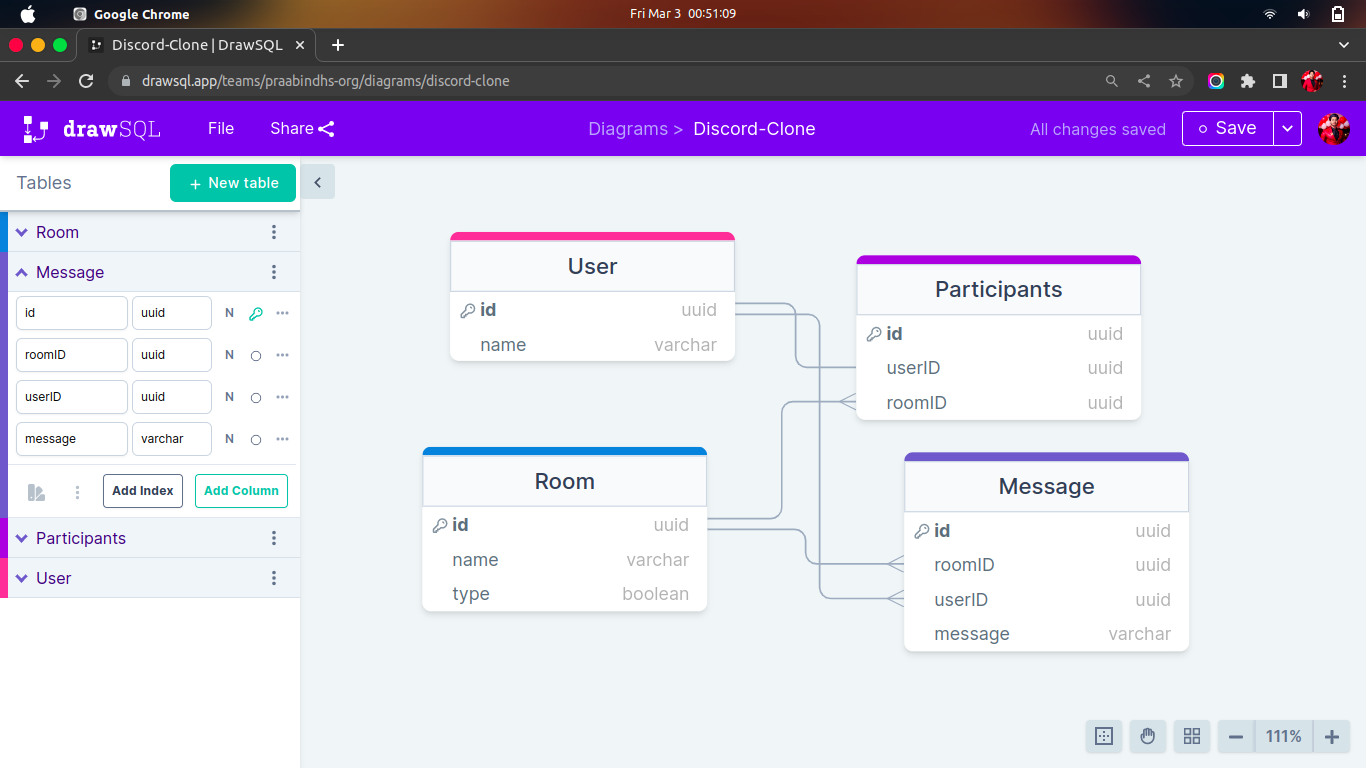 Google Chrome
Fri Mar 3 00:51:09
Discord-Clone | DrawSQL
drawsql.app/teams/praabindhs-org/diagrams/discord-clone
drawSQL
File
Share
Diagrams > Discord-Clone
All changes saved
Save
Tables
+ New table
Room
Message
id uuid N
roomID uuid N
userID uuid N
message varchar N
Add Index
Add Column
Participants
User
User
id uuid
name varchar
Participants
id uuid
userID uuid
roomID uuid
Room
id uuid
name varchar
type boolean
Message
id uuid
roomID uuid
userID uuid
message varchar
111%